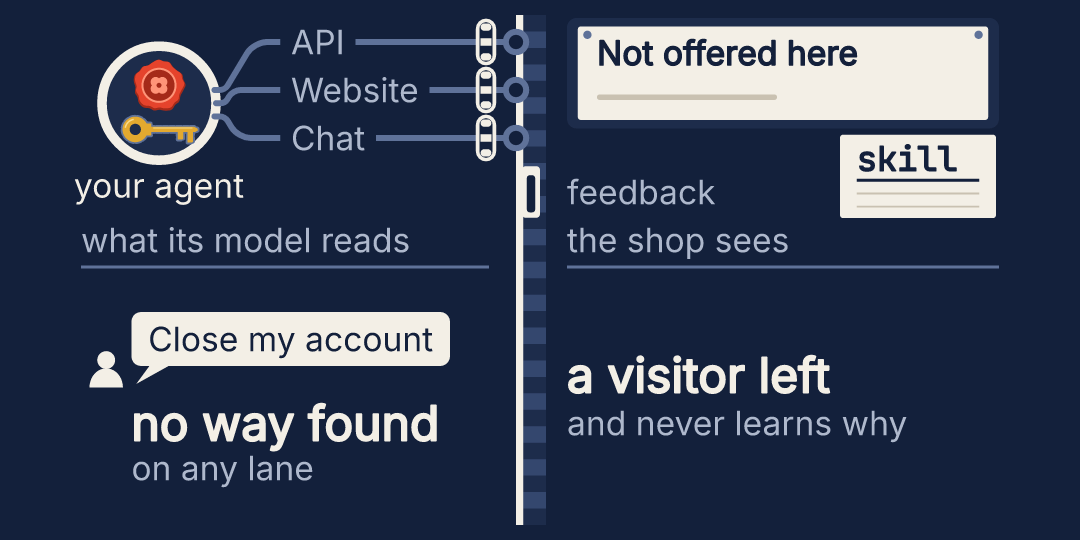 API
Website
Chat
your agent
what its model reads
Close my account
no way found
on any lane
Not offered here
skill
feedback
the shop sees
a visitor left
and never learns why